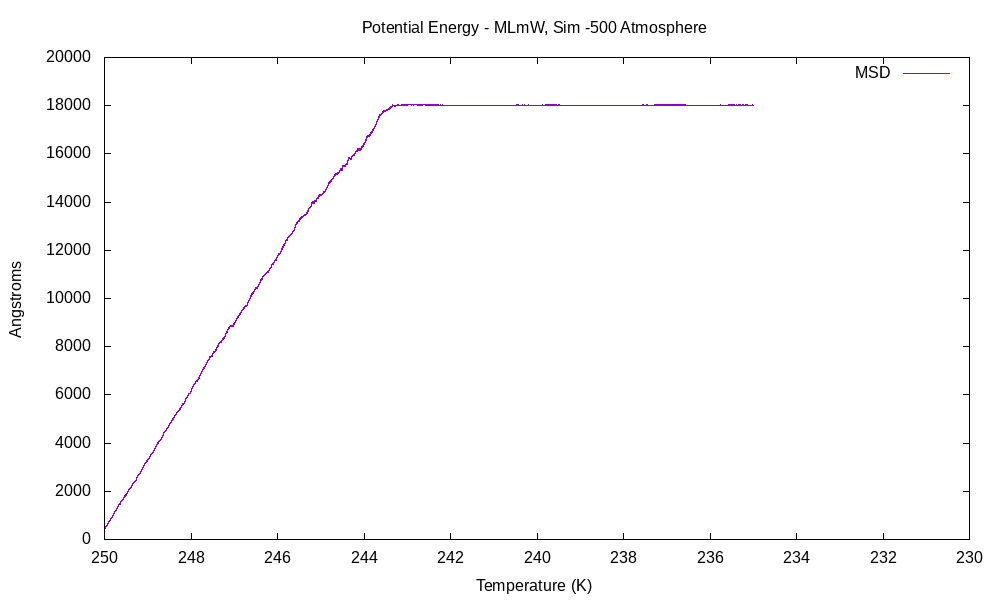 Potential Energy - MLmW, Sim -500 Atmosphere
MSD
20000
18000
16000
14000
12000
10000
8000
6000
4000
2000
0
Angstroms
250 248 246 244 242 240 238 236 234 232 230
Temperature (K)